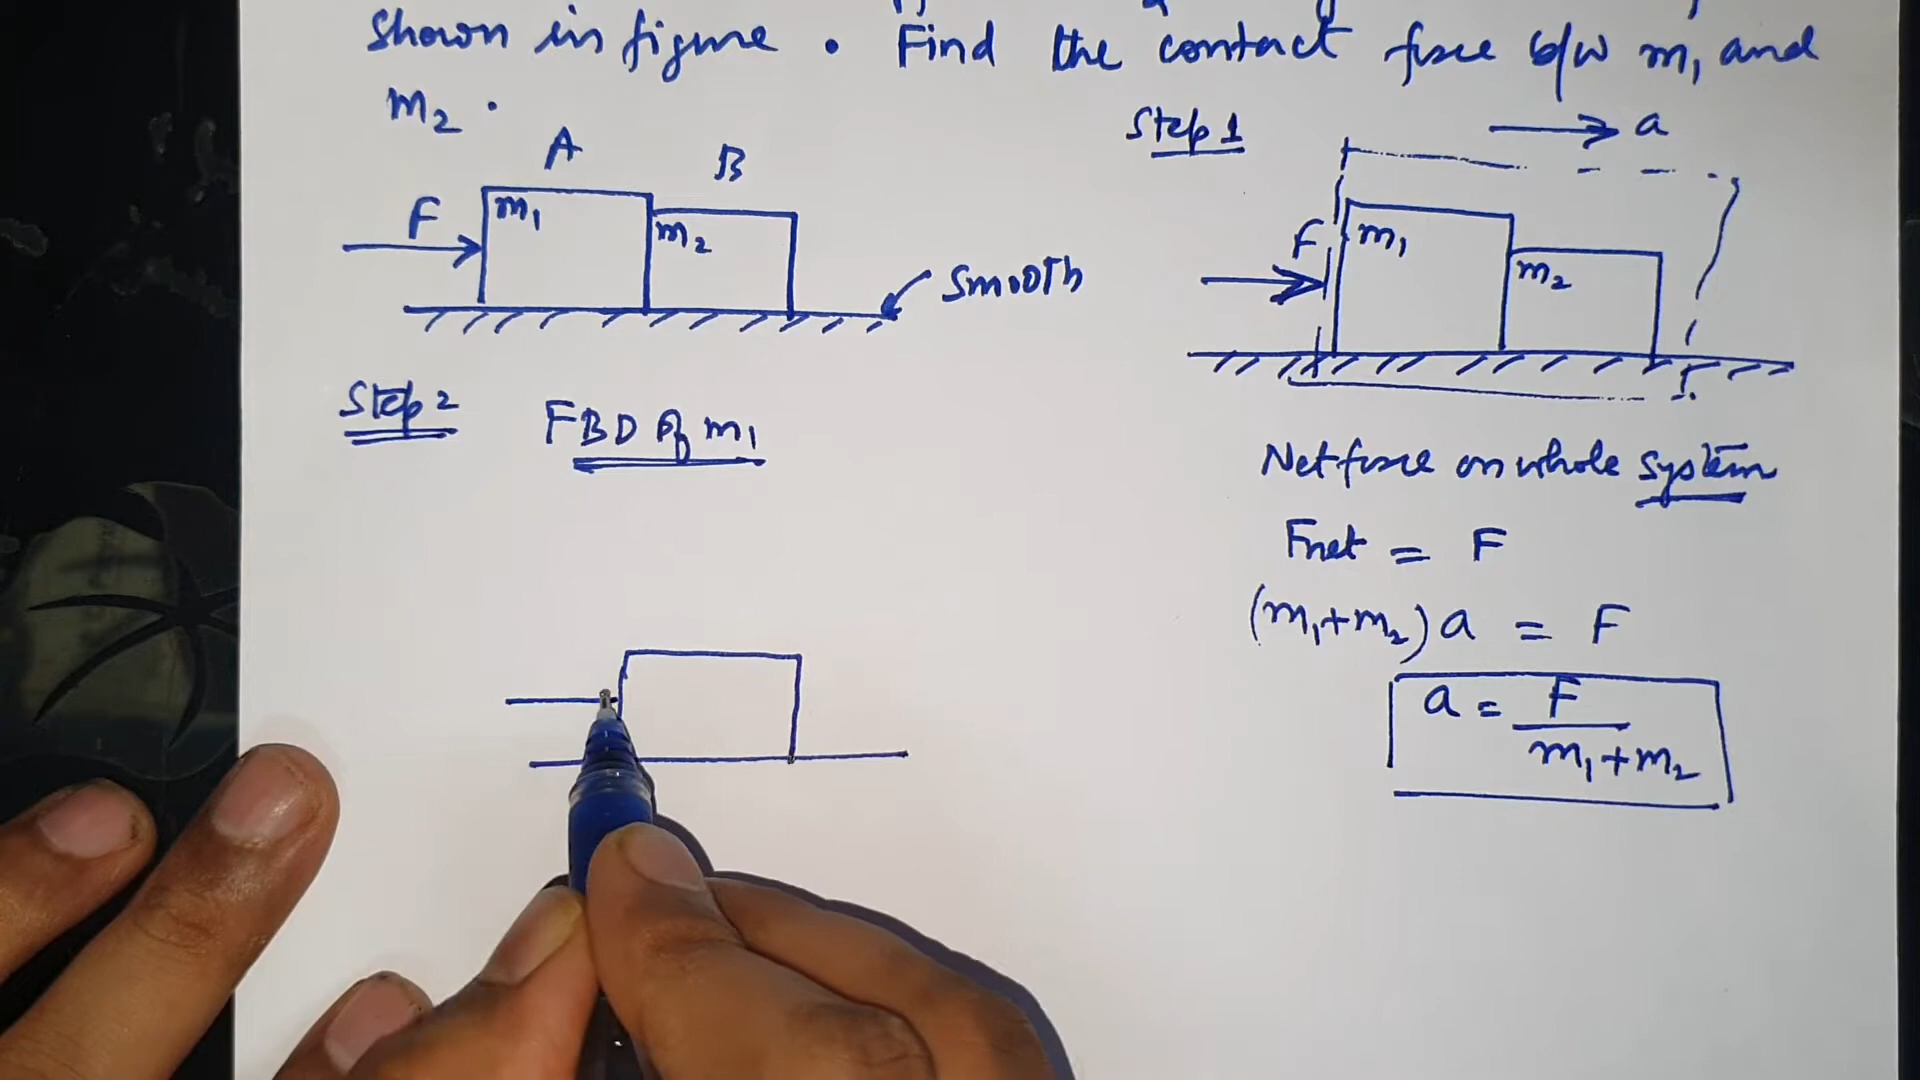 Shown in figure . Find the contact force b/w m₁ and
m₂ .
A
B
F
m₁
m₂
Smooth
Step 1
a
F
m₁
m₂
Step 2
FBD of m₁
Net force on whole system
Fnet = F
(m₁+m₂)a = F
a = F
m₁+m₂